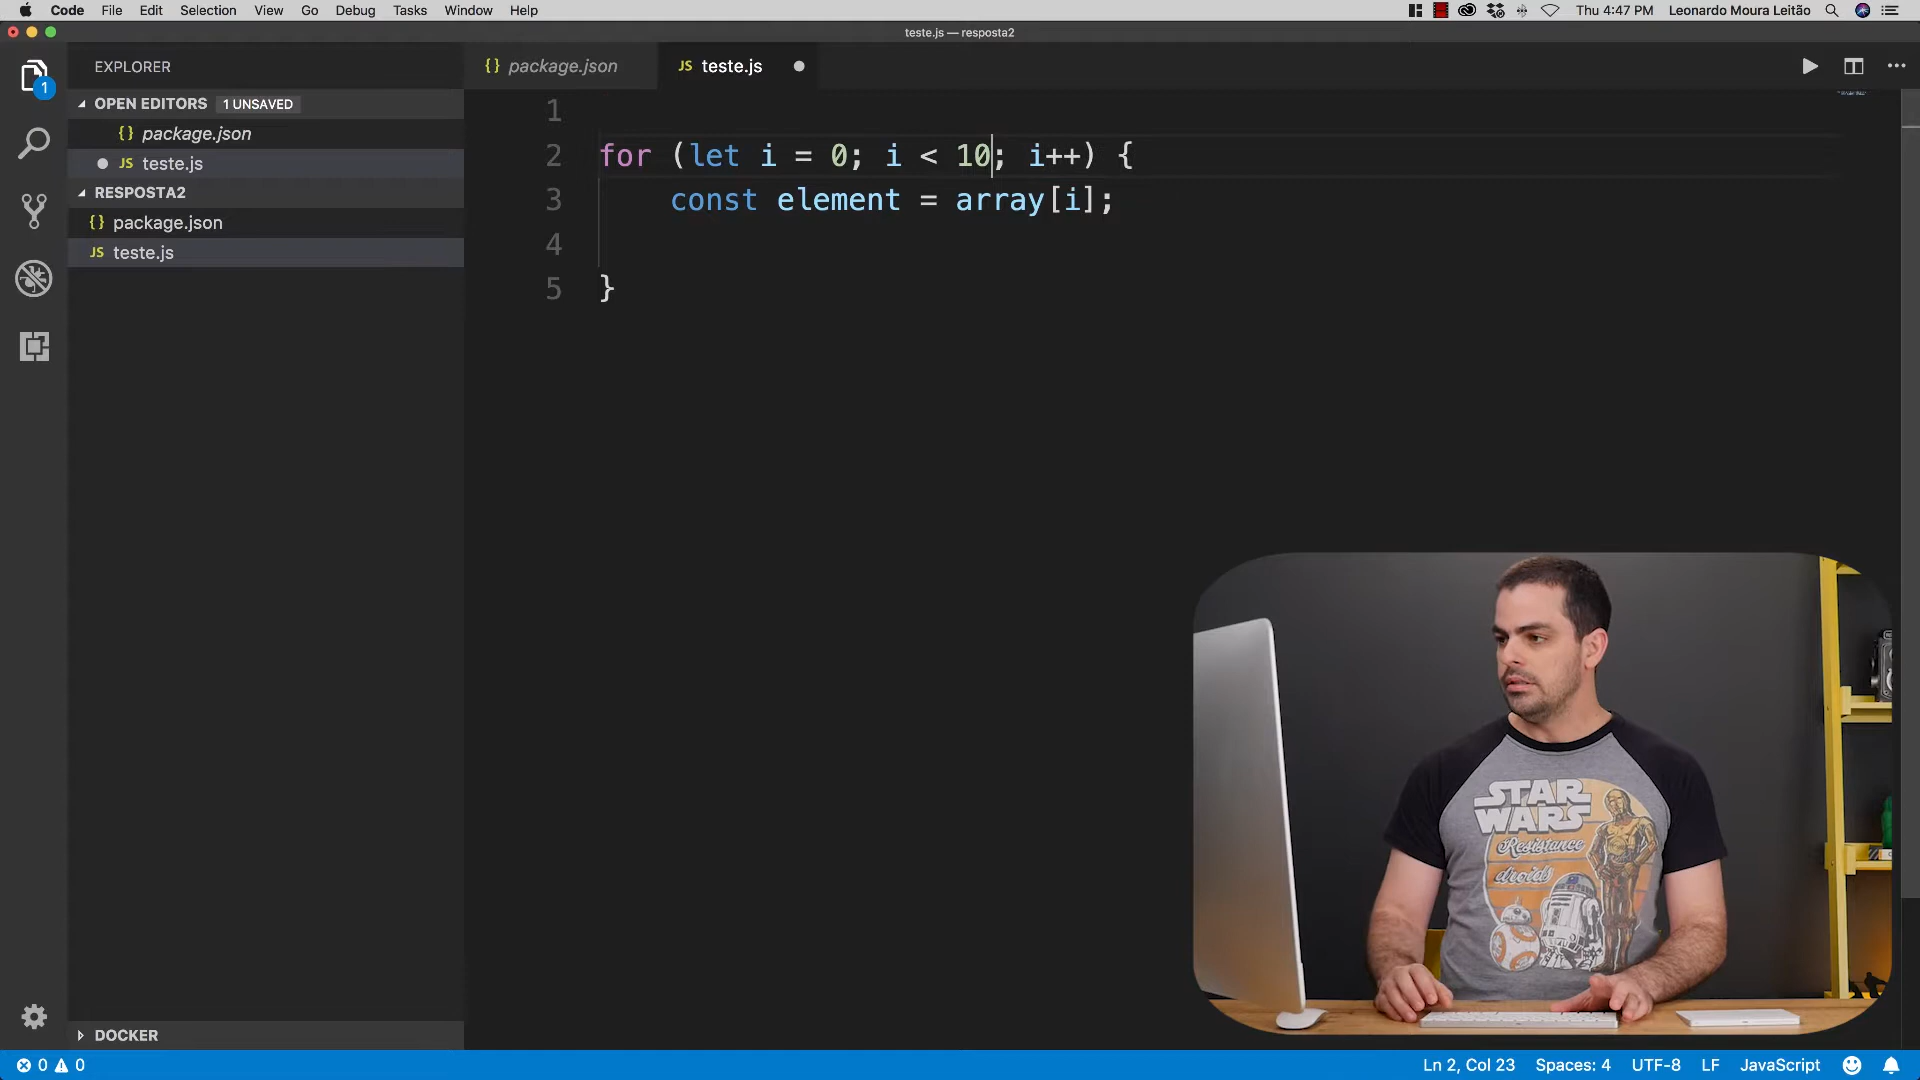 Code File Edit Selection View Go Debug Tasks Window Help
Thu 4:47 PM Leonardo Moura Leitão
teste.js — resposta2
EXPLORER
OPEN EDITORS 1 UNSAVED
{} package.json
JS teste.js
RESPOSTA2
{} package.json
JS teste.js
DOCKER
{} package.json
JS teste.js
1
1
2 for (let i = 0; i < 10; i++) {
3 const element = array[i];
4
5 }
STAR
WARS
Resistance
droids
0 0
Ln 2, Col 23 Spaces: 4 UTF-8 LF JavaScript